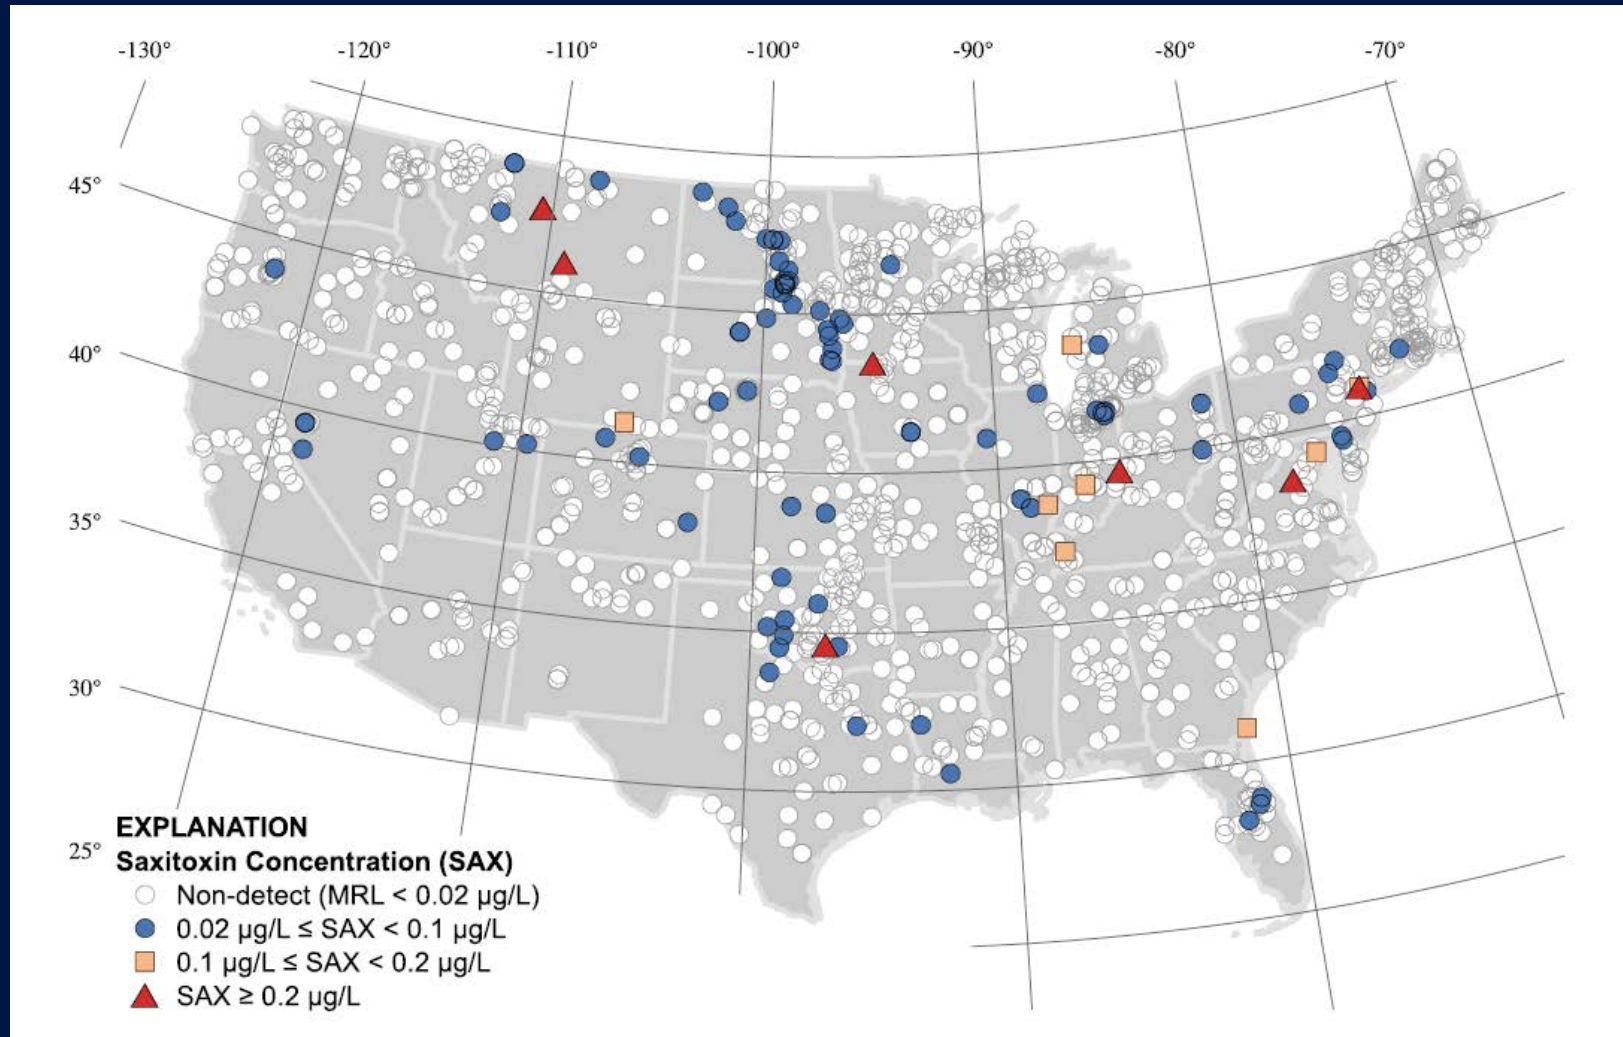 -130° -120° -110° -100° -90° -80° -70°
45°
40°
35°
30°
25°
EXPLANATION
Saxitoxin Concentration (SAX)
Non-detect (MRL < 0.02 µg/L)
0.02 µg/L ≤ SAX < 0.1 µg/L
0.1 µg/L ≤ SAX < 0.2 µg/L
SAX ≥ 0.2 µg/L